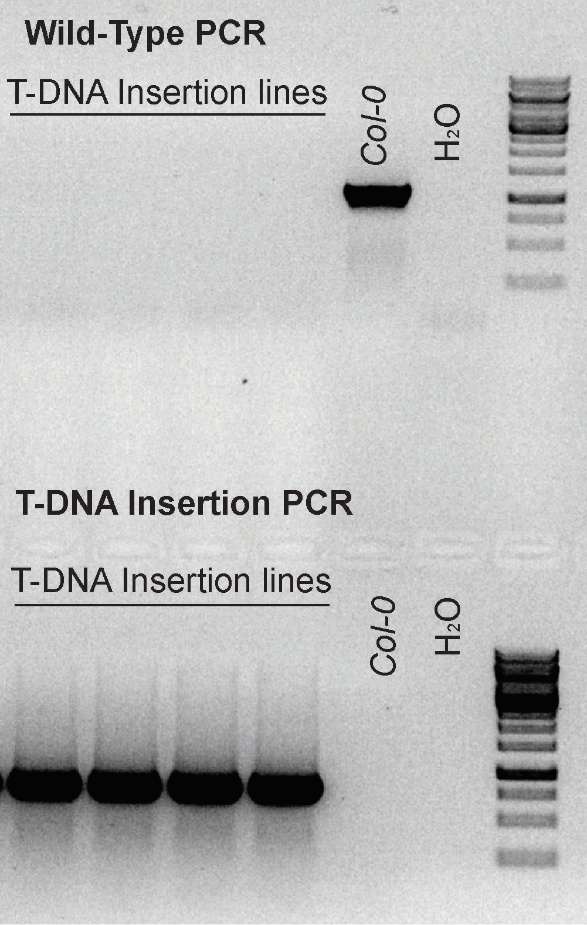 Wild-Type PCR
T-DNA Insertion lines
Col-0
H₂O
T-DNA Insertion PCR
T-DNA Insertion lines
Col-0
H₂O